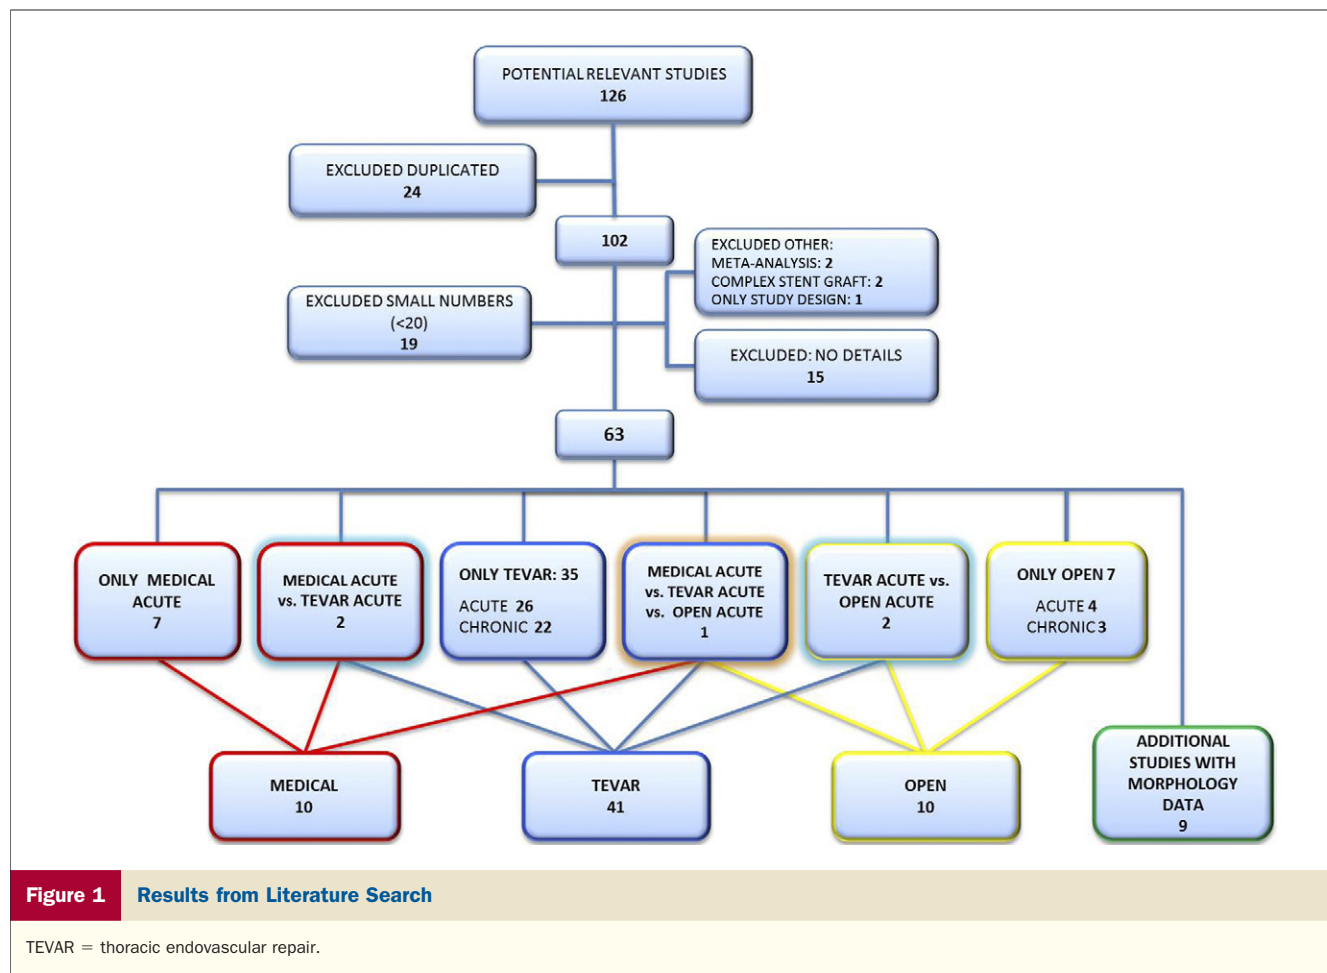 POTENTIAL RELEVANT STUDIES
126
EXCLUDED DUPLICATED
24
102
EXCLUDED OTHER:
META-ANALYSIS: 2
COMPLEX STENT GRAFT: 2
ONLY STUDY DESIGN: 1
EXCLUDED SMALL NUMBERS
(<20)
19
EXCLUDED: NO DETAILS
15
63
ONLY MEDICAL
ACUTE
7
MEDICAL ACUTE
vs. TEVAR ACUTE
2
ONLY TEVAR: 35
ACUTE 26
CHRONIC 22
MEDICAL ACUTE
vs. TEVAR ACUTE
vs. OPEN ACUTE
1
TEVAR ACUTE vs.
OPEN ACUTE
2
ONLY OPEN 7
ACUTE 4
CHRONIC 3
MEDICAL
10
TEVAR
41
OPEN
10
ADDITIONAL
STUDIES WITH
MORPHOLOGY
DATA
9
Figure 1 Results from Literature Search
TEVAR = thoracic endovascular repair.